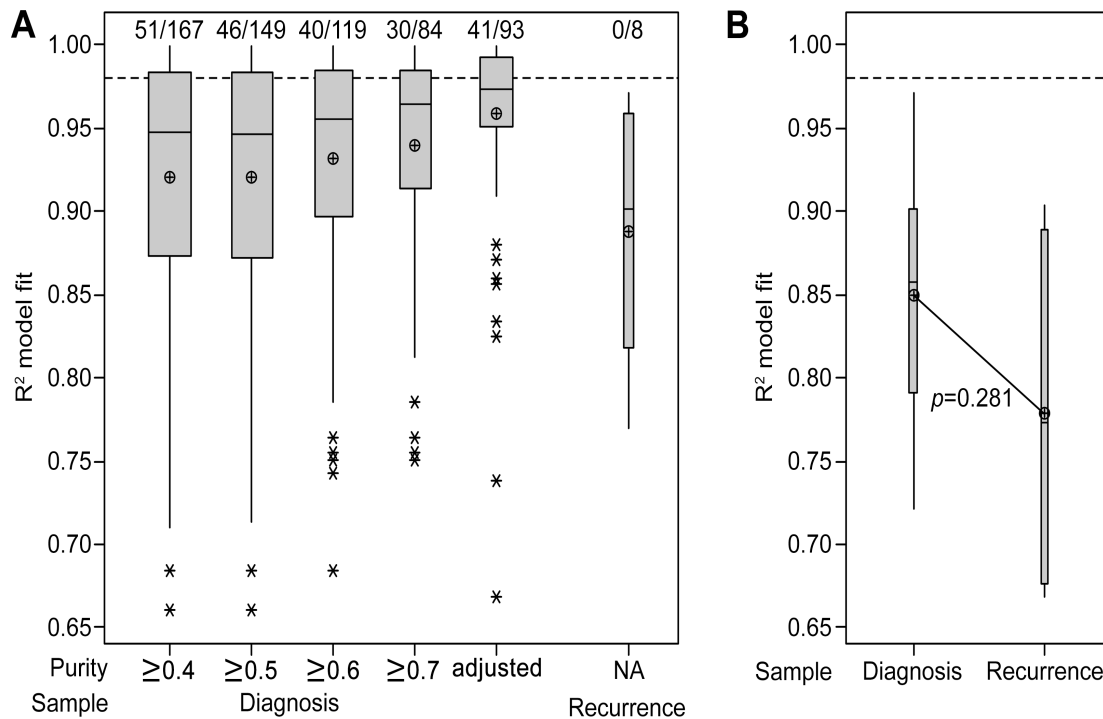 A
51/167 46/149 40/119 30/84 41/93 0/8
1.00
0.95
0.90
0.85
0.80
0.75
0.70
0.65
R² model fit
Purity ≥0.4 ≥0.5 ≥0.6 ≥0.7 adjusted NA
Sample Diagnosis Recurrence
B
1.00
0.95
0.90
0.85
0.80
0.75
0.70
0.65
R² model fit
p=0.281
Sample Diagnosis Recurrence